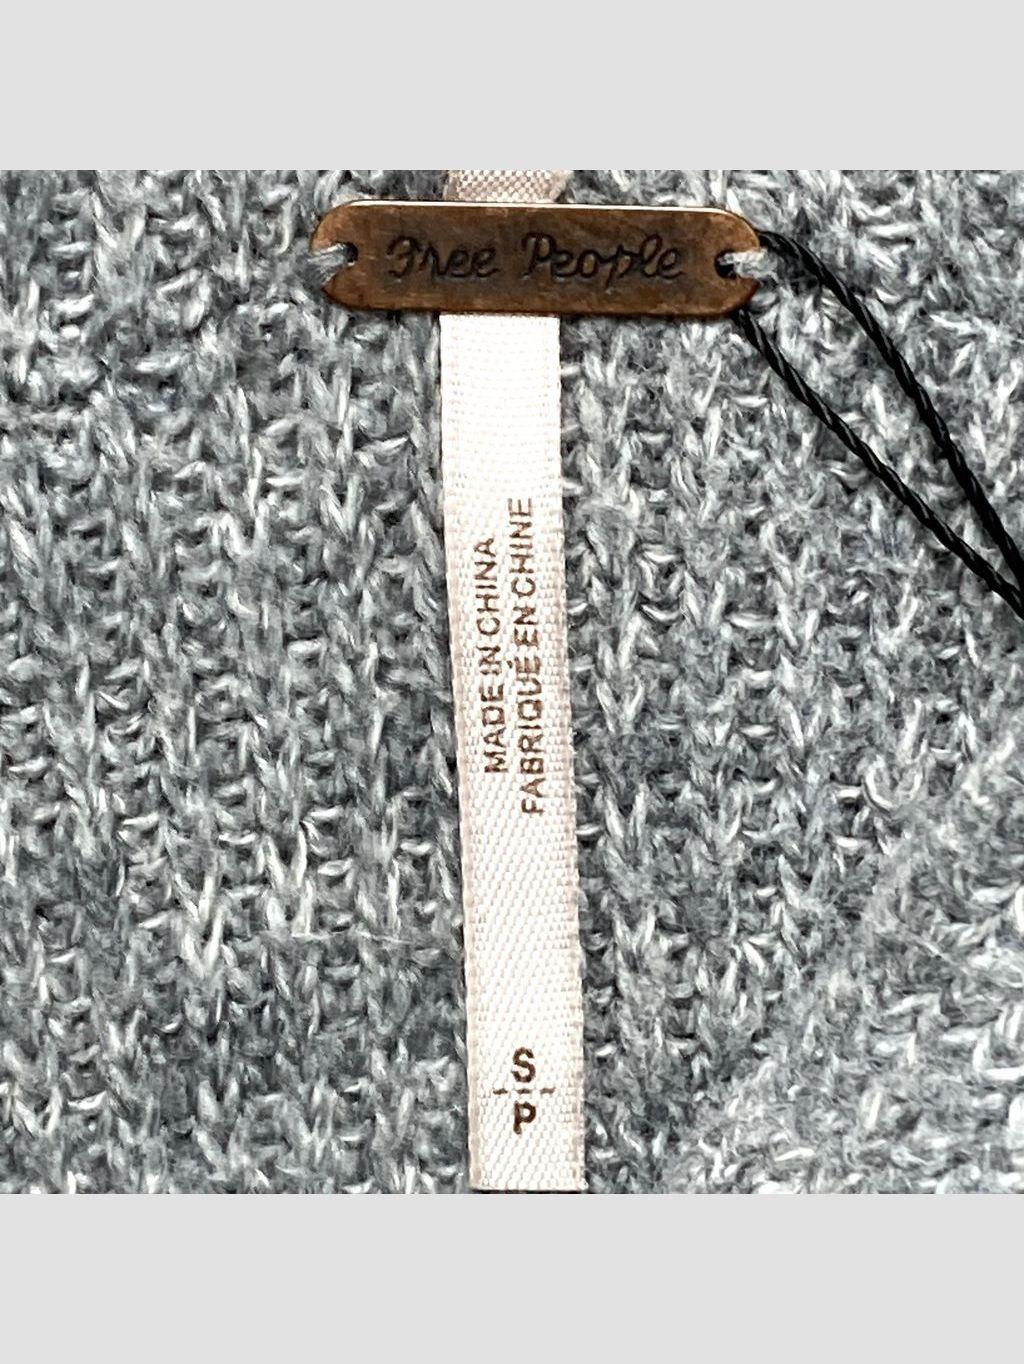 Free People
MADE IN CHINA
FABRIQUÉ EN CHINE
S
P